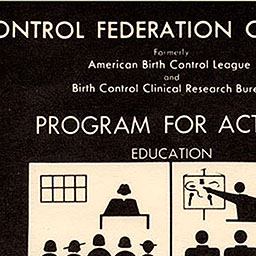 ONTROL FEDERATION O
Formerly
American Birth Control League
and
Birth Control Clinical Research Bure
PROGRAM FOR ACT
EDUCATION